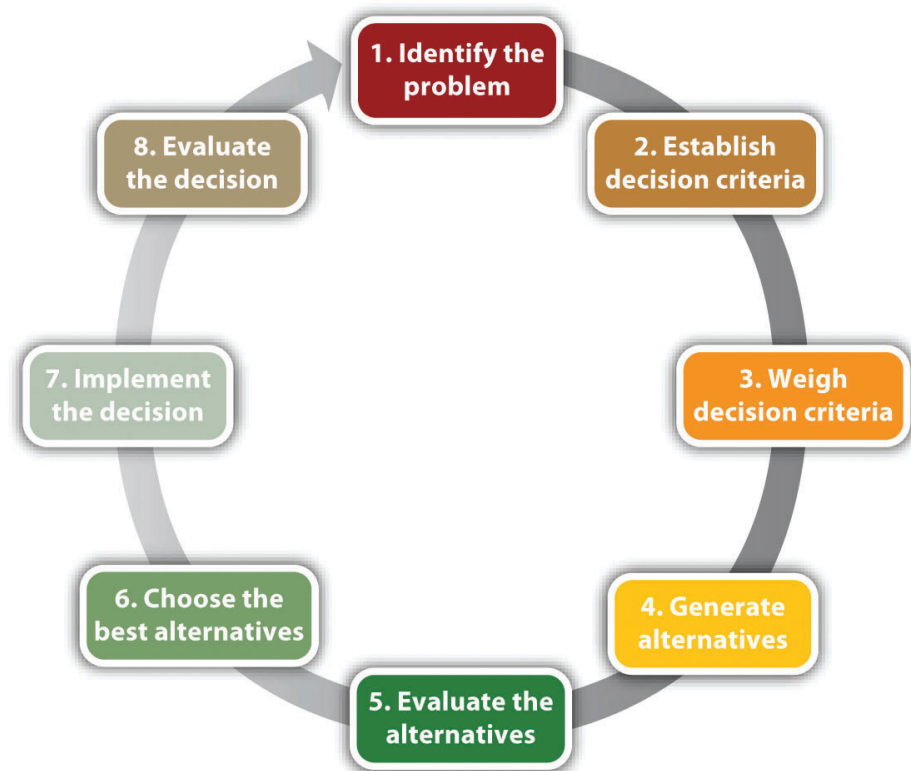 1. Identify the
problem
2. Establish
decision criteria
3. Weigh
decision criteria
4. Generate
alternatives
5. Evaluate the
alternatives
6. Choose the
best alternatives
7. Implement
the decision
8. Evaluate
the decision